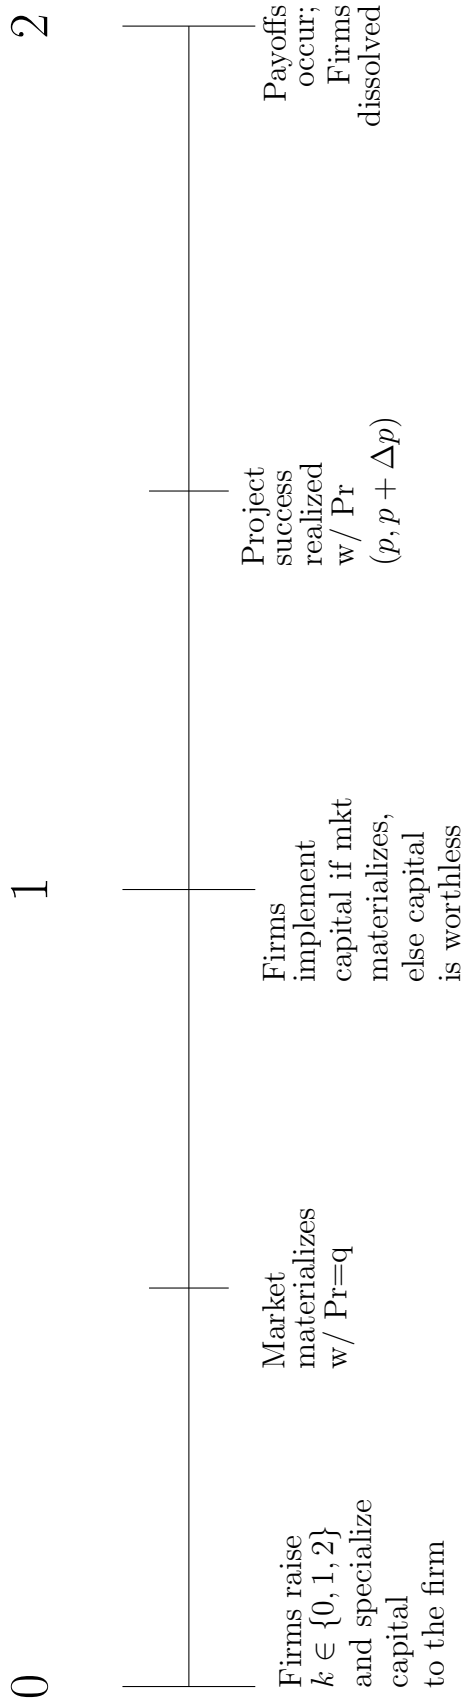 0
Firms raise
k ∈ {0, 1, 2}
and specialize
capital
to the firm
Market
materializes
w/ Pr=q
1
Firms
implement
capital if mkt
materializes,
else capital
is worthless
Project
success
realized
w/ Pr
(p, p + Δp)
2
Payoffs
occur;
Firms
dissolved